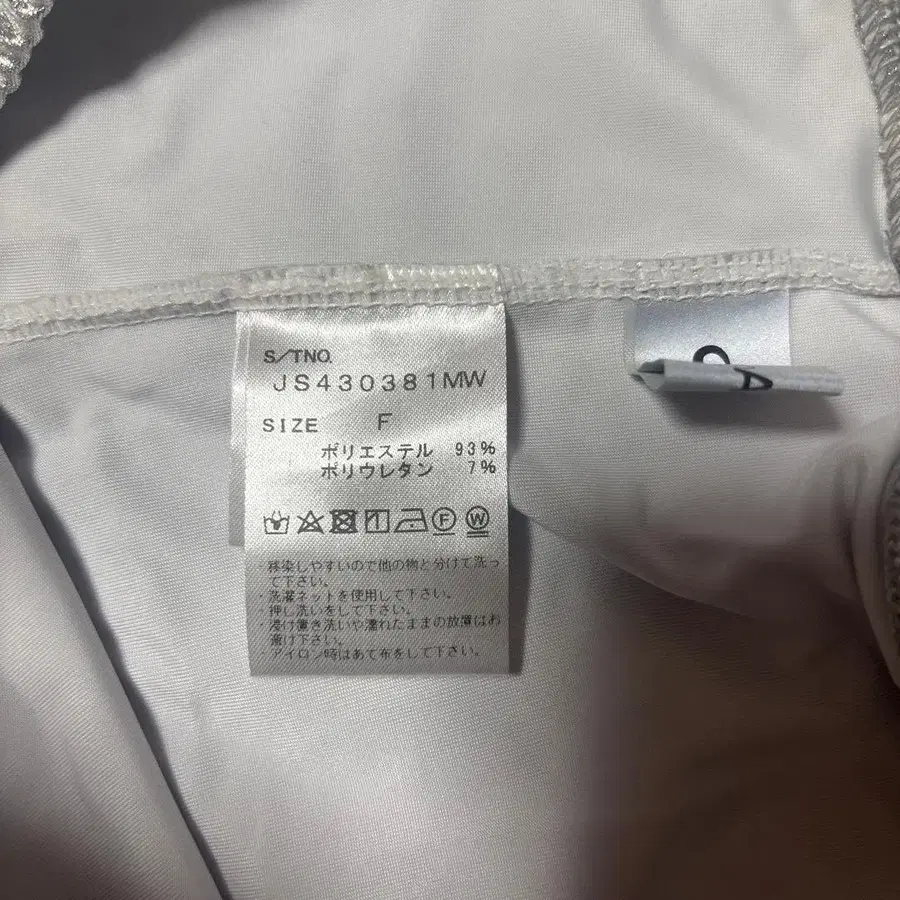 S/TNO.
JS430381MW
SIZE F
ポリエステル 93%
ポリウレタン 7%
F W
・移染しやすいので他の物と分けて洗っ
て下さい。
・洗濯ネットを使用して下さい。
・押し洗いをして下さい。
・浸け置き洗いや濡れたままの放置はお
避け下さい。
・アイロン時はあて布をして下さい。